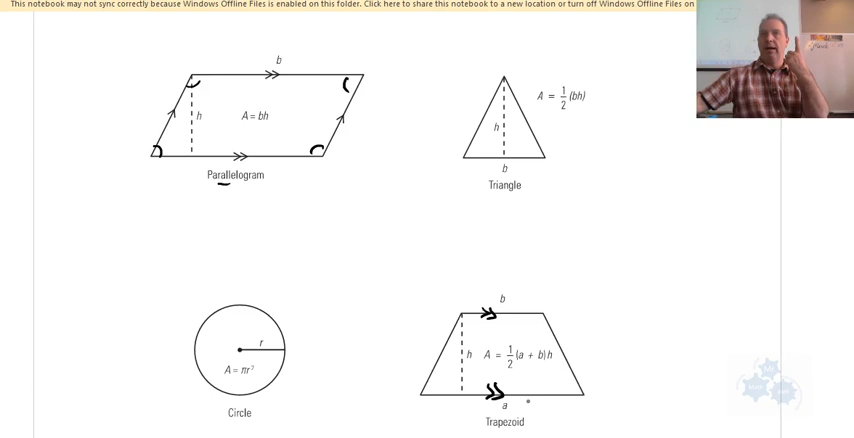 This notebook may not sync correctly because Windows Offline Files is enabled on this folder. Click here to share this notebook to a new location or turn off Windows Offline Files on
b
h
A = bh
Parallelogram
h
A = 1/2 (bh)
b
Triangle
r
A = πr²
Circle
b
h
A = 1/2 (a + b)h
a
Trapezoid